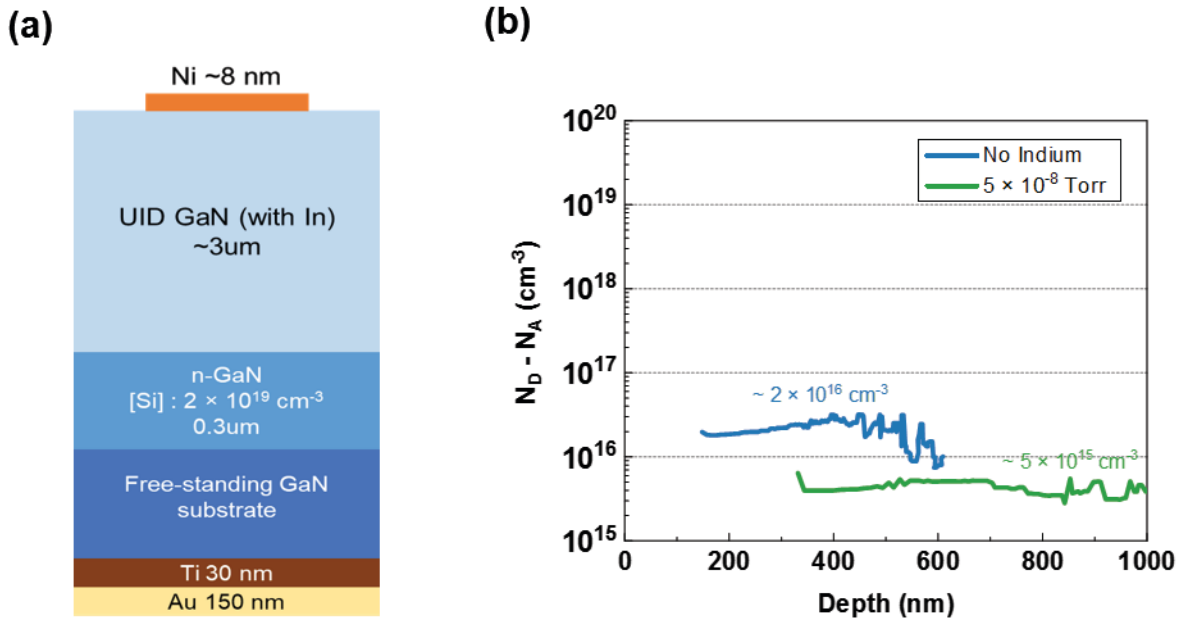 (a)
Ni ~8 nm
UID GaN (with In)
~3um
n-GaN
[Si] : 2 × 10¹⁹ cm⁻³
0.3um
Free-standing GaN
substrate
Ti 30 nm
Au 150 nm
(b)
N_D - N_A (cm⁻³)
10²⁰
10¹⁹
10¹⁸
10¹⁷
10¹⁶
10¹⁵
No Indium
5 × 10⁻⁸ Torr
~ 2 × 10¹⁶ cm⁻³
~ 5 × 10¹⁵ cm⁻³
0 200 400 600 800 1000
Depth (nm)